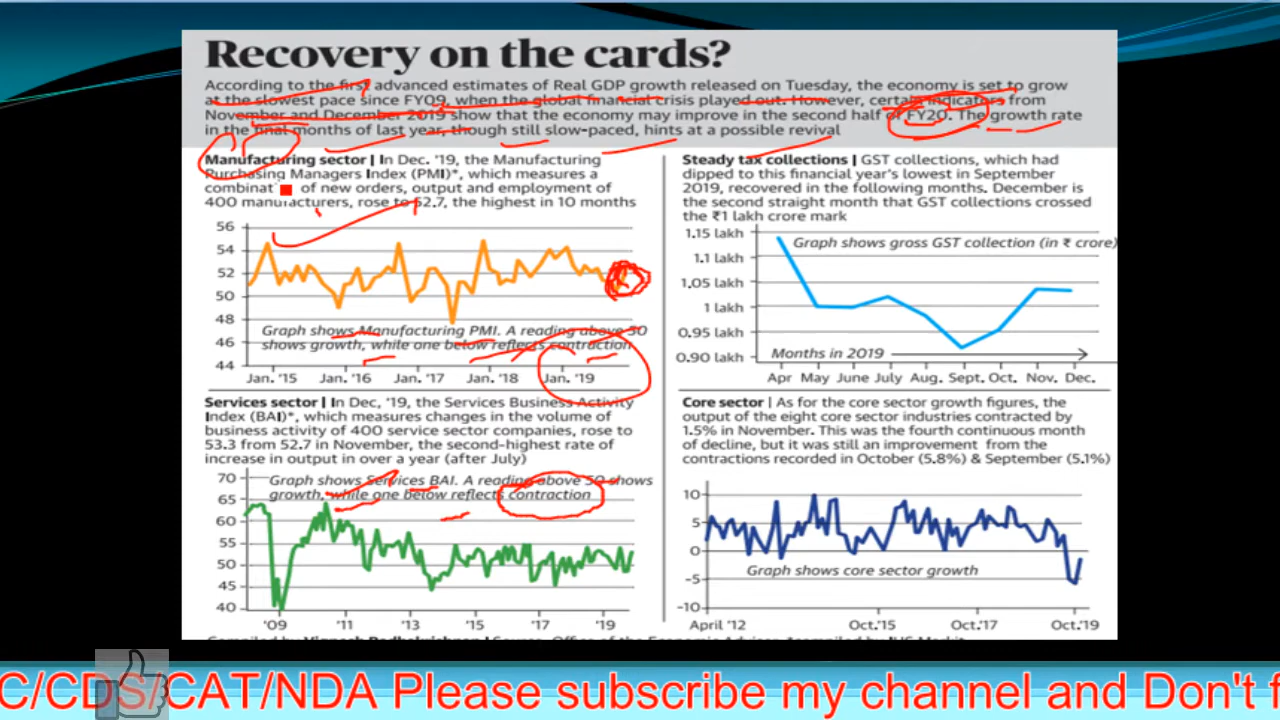 Recovery on the cards?
According to the first advanced estimates of Real GDP growth released on Tuesday, the economy is set to grow
at the slowest pace since FY09, when the global financial crisis played out. However, certain indicators from
November and December 2019 show that the economy may improve in the second half of FY20. The growth rate
in the final months of last year, though still slow-paced, hints at a possible revival
Manufacturing sector | In Dec. '19, the Manufacturing
Purchasing Managers Index (PMI)*, which measures a
combinat of new orders, output and employment of
400 manufacturers, rose to 52.7, the highest in 10 months
56
54
52
50
48
46
44
Graph shows Manufacturing PMI. A reading above 50
shows growth, while one below reflects contraction
Jan. '15 Jan. '16 Jan. '17 Jan. '18 Jan. '19
Steady tax collections | GST collections, which had
dipped to this financial year's lowest in September
2019, recovered in the following months. December is
the second straight month that GST collections crossed
the ₹1 lakh crore mark
1.15 lakh
1.1 lakh
1.05 lakh
1 lakh
0.95 lakh
0.90 lakh
Graph shows gross GST collection (in ₹ crore)
Months in 2019
Apr May June July Aug. Sept. Oct. Nov. Dec.
Services sector | In Dec, '19, the Services Business Activity
Index (BAI)*, which measures changes in the volume of
business activity of 400 service sector companies, rose to
53.3 from 52.7 in November, the second-highest rate of
increase in output in over a year (after July)
70
65
60
55
50
45
40
Graph shows Services BAI. A reading above 50 shows
growth, while one below reflects contraction
'09 '11 '13 '15 '17 '19
Core sector | As for the core sector growth figures, the
output of the eight core sector industries contracted by
1.5% in November. This was the fourth continuous month
of decline, but it was still an improvement from the
contractions recorded in October (5.8%) & September (5.1%)
10
5
0
-5
-10
Graph shows core sector growth
April '12 Oct.'15 Oct.'17 Oct.'19
C/CDS/CAT/NDA Please subscribe my channel and Don't f